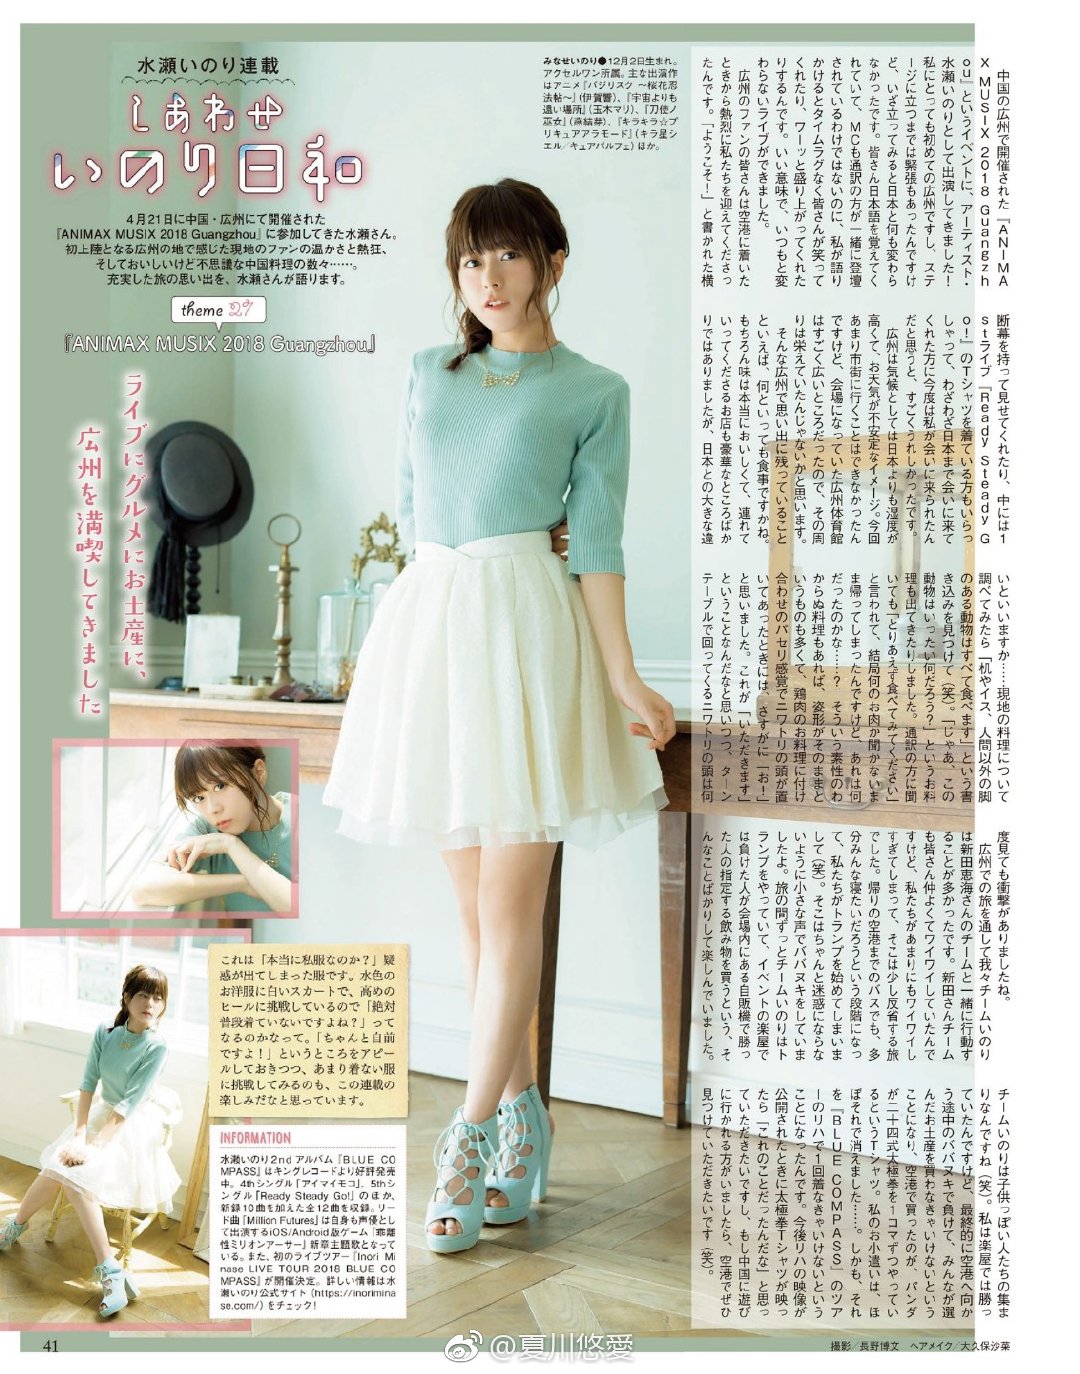 水瀬いのり連載
しあわせ
いのり日和
4月21日に中国・広州にて開催された
『ANIMAX MUSIX 2018 Guangzhou』に参加してきた水瀬さん。
初上陸となる広州の地で感じた現地のファンの温かさと熱狂、
そしておいしいけど不思議な中国料理の数々……。
充実した旅の思い出を、水瀬さんが語ります。
theme 29
『ANIMAX MUSIX 2018 Guangzhou』
ライブにグルメにお土産に、
広州を満喫してきました
みなせいのり●12月2日生まれ。
アクセルワン所属。主な出演作
はアニメ『バジリスク 〜桜花忍
法帖〜』(伊賀響)、『宇宙よりも
遠い場所』(玉木マリ)、『刀使ノ
巫女』(燕結芽)、『キラキラ☆プ
リキュアアラモード』(キラ星シ
エル／キュアパルフェ)ほか。
中国の広州で開催された『ANIMA
X MUSIX 2018 Guangzh
ou』というイベントに、アーティスト・
水瀬いのりとして出演してきました！
私にとっても初めての広州ですし、ステ
ージに立つまでは緊張もあったんですけ
ど、いざ立ってみると日本と何も変わら
なかったです。皆さん日本語を覚えてく
れていて、MCも通訳の方が一緒に登壇
されているわけではないのに、私が語り
かけるとタイムラグなく皆さんが笑って
くれたり、ワーッと盛り上がってくれた
りするんです。いい意味で、いつもと変
わらないライブができました。
広州のファンの皆さんは空港に着いた
ときから熱烈に私たちを迎えてくださっ
たんです。「ようこそ！」と書かれた横
断幕を持って見せてくれたり、中には1
stライブ『Ready Steady G
o！』のTシャツを着ている方もいらっ
しゃって、わざわざ日本まで会いに来て
くれた方に今度は私が会いに来られたん
だと思うと、すごくうれしかったです。
広州は気候としては日本よりも湿度が
高くて、お天気が不安定なイメージ。今回
あまり市街に行くことはできなかったん
ですけど、会場になっていた広州体育館
はすごく広いところだったので、その周
りは栄えていたんじゃないかと思います。
そんな広州で思い出に残っていること
といえば、何といっても食事ですかね。
もちろん味は本当においしくて、連れて
いってくださるお店も豪華なところばか
りではありましたが、日本との大きな違
いといいますか……現地の料理について
調べてみたら「机やイス、人間以外の脚
のある動物はすべて食べます」という書
き込みを見つけて(笑)。「じゃあ、この
動物はいったい何だろう？」というお料
理も出てきたりしました。通訳の方に聞
いても「とりあえず食べてみてください」
と言われて、結局何のお肉か聞かないま
ま帰ってしまったんですけど、あれは何
だったのかな……？ そういう素性のわ
からぬ料理もあれば、姿形がそのままと
いうものも多くて、鶏肉のお料理に付け
合わせのパセリ感覚でニワトリの頭が置
いてあったときには、さすがに「お！」
と思いました。これが「いただきます」
ということなんだなと思いつつ、ターン
テーブルで回ってくるニワトリの頭は何
度見ても衝撃がありましたね。
広州での旅を通して我々チームいのり
は新田恵海さんのチームと一緒に行動す
ることが多かったです。新田さんチーム
も皆さん仲よくてワイワイしていたんで
すけど、私たちがあまりにもワイワイし
すぎてしまって、そこは少し反省する旅
でした。帰りの空港までのバスでも、多
分みんな寝たいだろうという段階になっ
て、私たちがトランプを始めてしまいま
して(笑)。そこはちゃんと迷惑にならな
いように小さな声でババヌキをしていま
したよ。旅の間ずっとチームいのりはト
ランプをやっていて、イベントの楽屋で
は負けた人が会場内にある自販機で勝っ
た人の指定する飲み物を買うという、そ
んなことばかりして楽しんでいました。
チームいのりは子供っぽい人たちの集ま
りなんですね(笑)。私は楽屋では勝っ
ていたんですけど、最終的に空港へ向か
う途中のババヌキで負けて、みんなが選
んだお土産を買わなきゃいけないという
ことになり、空港で買ったのが、パンダ
が二十四式太極拳を1コマずつやってい
るというTシャツ。私のお小遣いは、ほ
ぼそれで消えました……。しかも、それ
を『BLUE COMPASS』のツア
ーのリハで1回着なきゃいけないという
ことになったんです。今後リハの映像が
公開されたときに太極拳Tシャツが映っ
たら「これのことだったんだな」と思っ
ていただきたいですし、もし中国に遊び
に行かれる方がいましたら、空港でぜひ
見つけていただきたいです(笑)。
これは「本当に私服なのか？」疑
惑が出てしまった服です。水色の
お洋服に白いスカートで、高めの
ヒールに挑戦しているので「絶対
普段着ていないですよね？」って
なるのかなって。「ちゃんと自前
ですよ！」というところをアピー
ルしておきつつ、あまり着ない服
に挑戦してみるのも、この連載の
楽しみだなと思っています。
INFORMATION
水瀬いのり2ndアルバム『BLUE CO
MPASS』はキングレコードより好評発売
中。4thシングル『アイマイモコ』、5thシ
ングル『Ready Steady Go!』のほか、
新録10曲を加えた全12曲を収録。リー
ド曲『Million Futures』は自身も声優とし
て出演するiOS/Android版ゲーム『乖離
性ミリオンアーサー』新章主題歌となってい
る。また、初のライブツアー『Inori Mi
nase LIVE TOUR 2018 BLUE CO
MPASS』が開催決定。詳しい情報は水
瀬いのり公式サイト(https://inorimina
se.com/)をチェック！
41
@夏川悠愛
撮影／長野博文 ヘアメイク／大久保沙菜